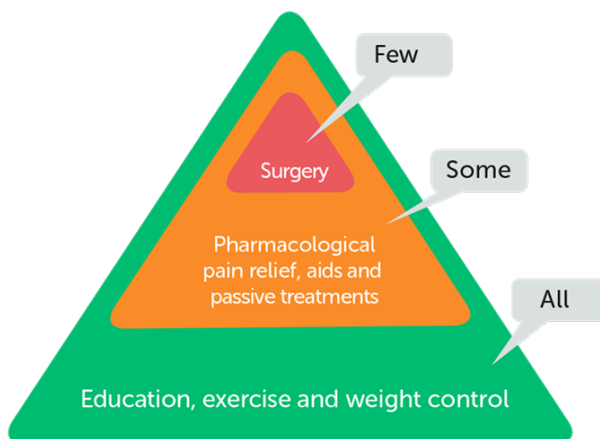 Few
Surgery
Some
Pharmacological
pain relief, aids and
passive treatments
All
Education, exercise and weight control